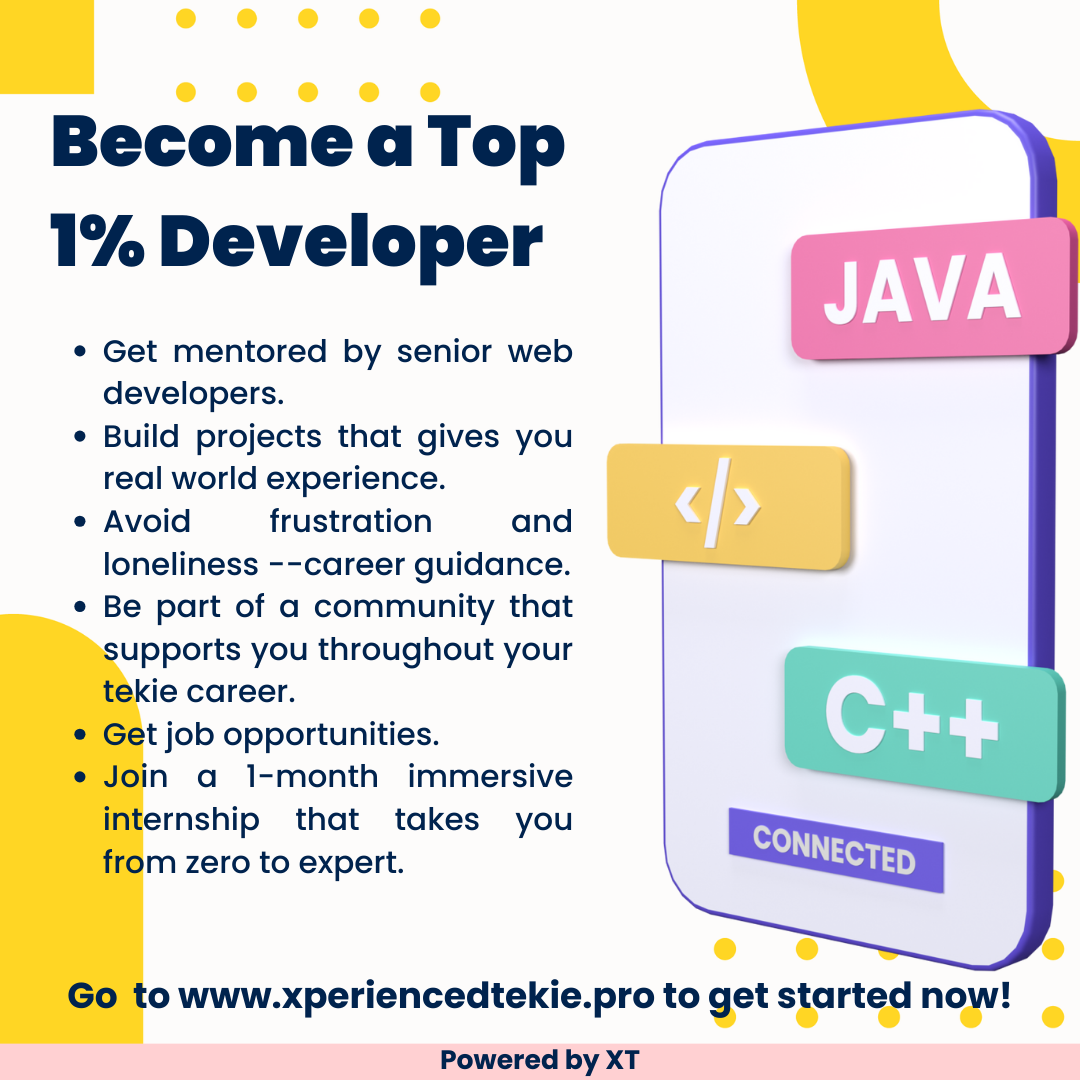 Become a Top
1% Developer
• Get mentored by senior web
developers.
• Build projects that gives you
real world experience.
• Avoid frustration and
loneliness --career guidance.
• Be part of a community that
supports you throughout your
tekie career.
• Get job opportunities.
• Join a 1-month immersive
internship that takes you
from zero to expert.
JAVA
</>
C++
CONNECTED
Go to www.xperiencedtekie.pro to get started now!
Powered by XT